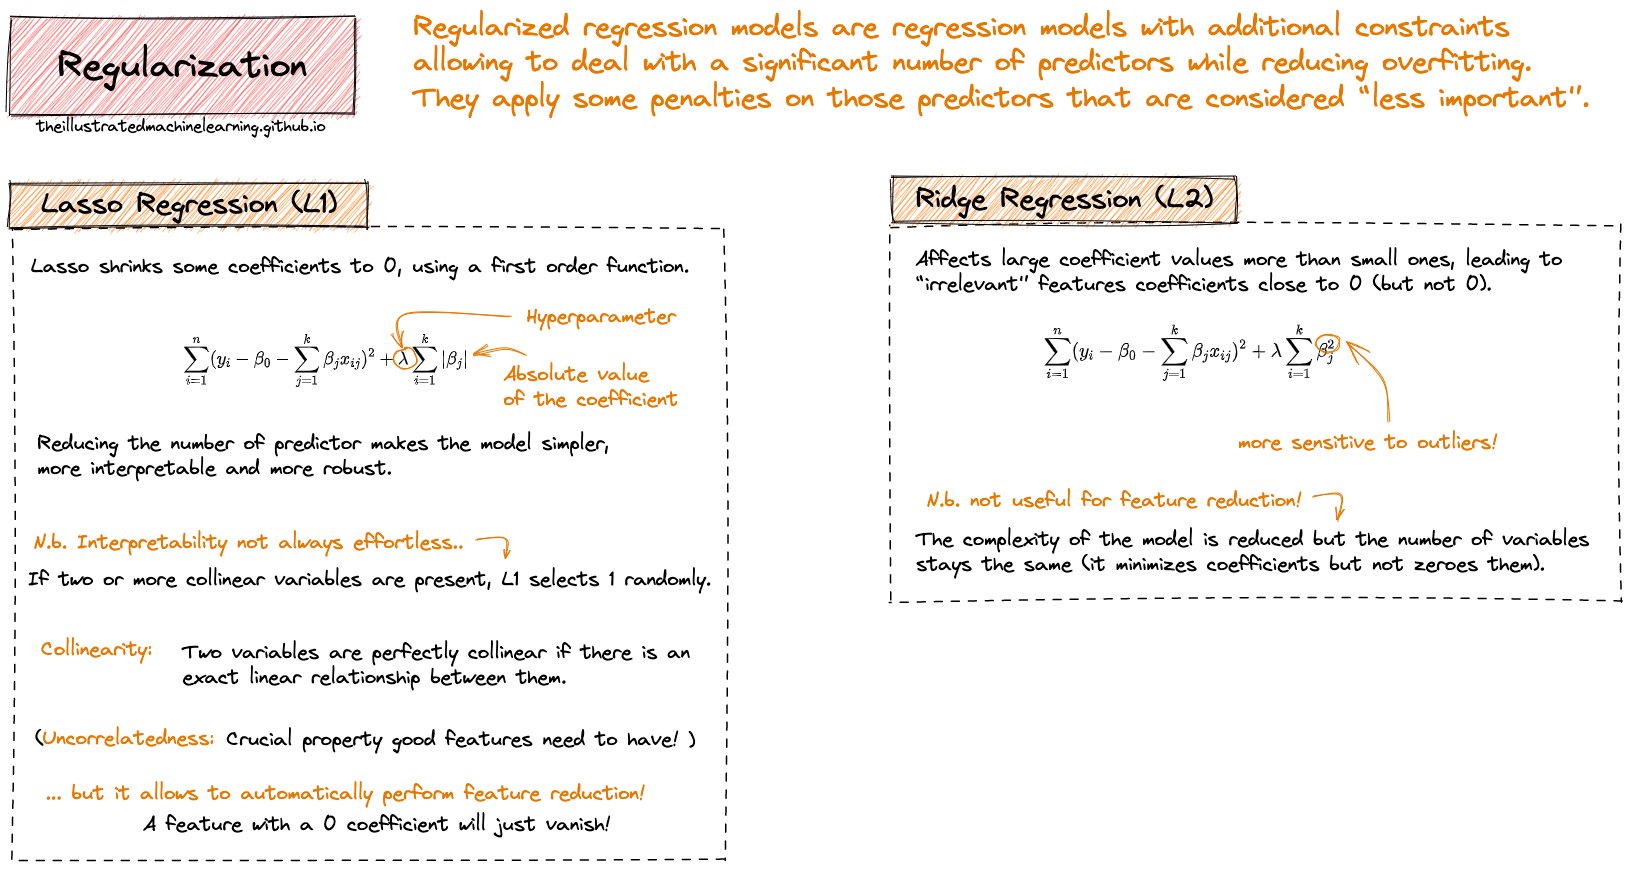 Regularization
theillustratedmachinelearning.github.io
Regularized regression models are regression models with additional constraints
allowing to deal with a significant number of predictors while reducing overfitting.
They apply some penalties on those predictors that are considered "less important".
Lasso Regression (L1)
Lasso shrinks some coefficients to 0, using a first order function.
Hyperparameter
\sum_{i=1}^{n}(y_i - β_0 - \sum_{j=1}^{k} β_j x_{ij})^2 + λ \sum_{i=1}^{k} |β_j|
Absolute value
of the coefficient
Reducing the number of predictor makes the model simpler,
more interpretable and more robust.
N.b. Interpretability not always effortless..
If two or more collinear variables are present, L1 selects 1 randomly.
Collinearity: Two variables are perfectly collinear if there is an
exact linear relationship between them.
(Uncorrelatedness: Crucial property good features need to have! )
... but it allows to automatically perform feature reduction!
A feature with a 0 coefficient will just vanish!
Ridge Regression (L2)
Affects large coefficient values more than small ones, leading to
"irrelevant" features coefficients close to 0 (but not 0).
\sum_{i=1}^{n}(y_i - β_0 - \sum_{j=1}^{k} β_j x_{ij})^2 + λ \sum_{i=1}^{k} β_j^2
more sensitive to outliers!
N.b. not useful for feature reduction!
The complexity of the model is reduced but the number of variables
stays the same (it minimizes coefficients but not zeroes them).